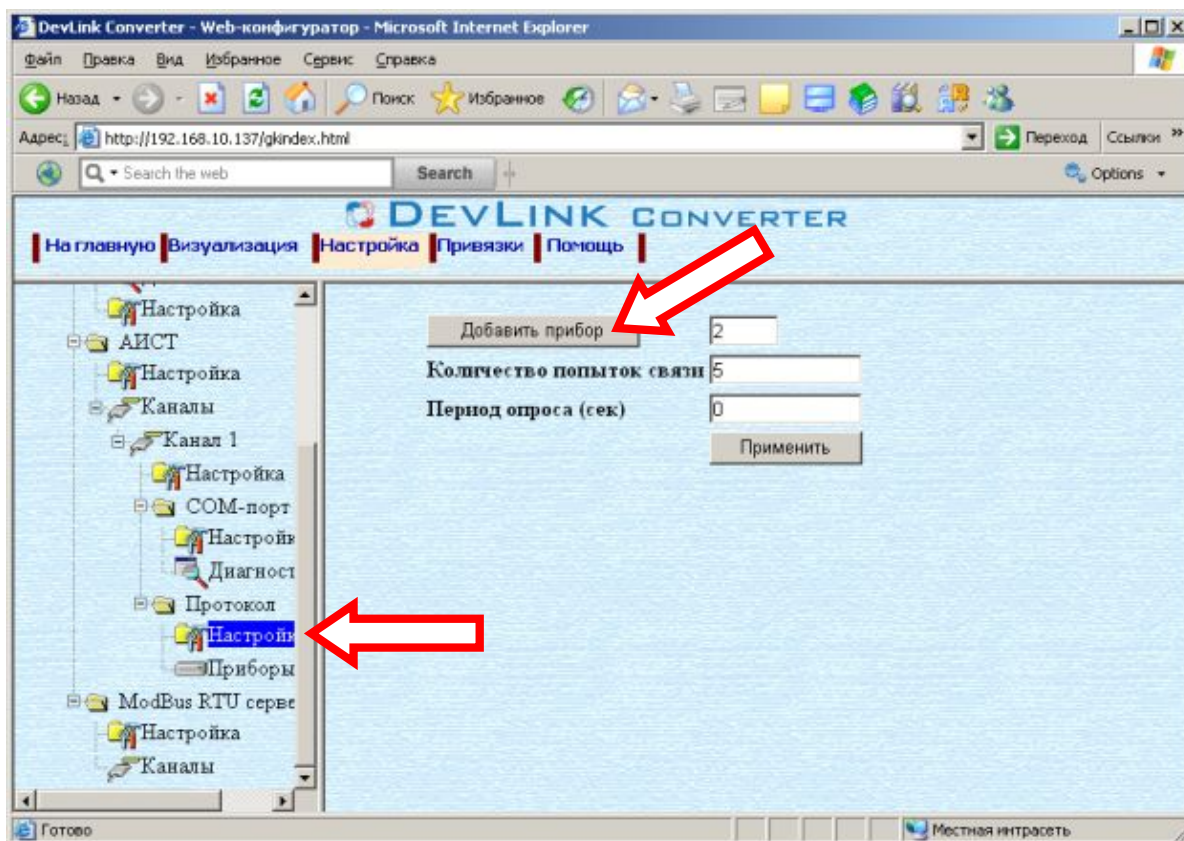 DevLink Converter - Web-конфигуратор - Microsoft Internet Explorer
Файл Правка Вид Избранное Сервис Справка
Назад Поиск Избранное
Адрес: http://192.168.10.137/gkindex.html Переход Ссылки »
Search the web Search Options
DEVLINK CONVERTER
На главную Визуализация Настройка Привязки Помощь
Настройка
АИСТ
Настройка
Каналы
Канал 1
Настройка
COM-порт
Настройк
Диагност
Протокол
Настройк
Приборы
ModBus RTU серве
Настройка
Каналы
Добавить прибор 2
Количество попыток связи 5
Период опроса (сек) 0
Применить
Готово Местная интрасеть